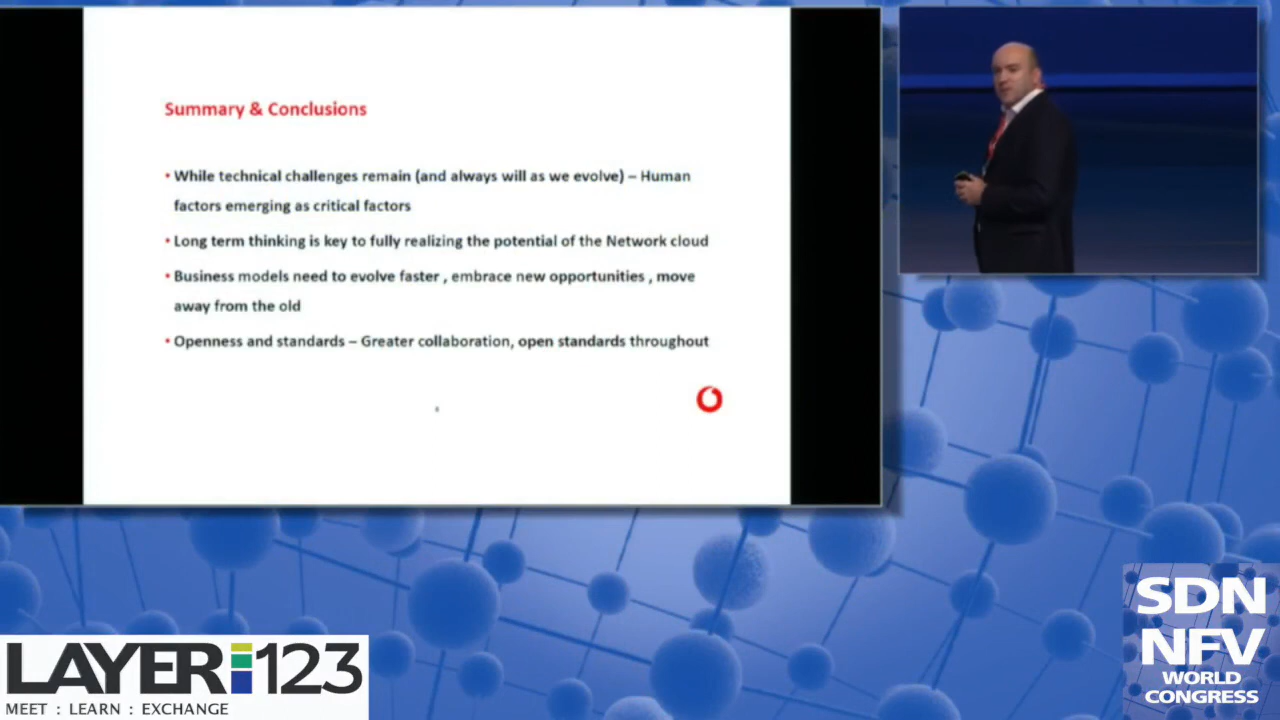 Summary & Conclusions
• While technical challenges remain (and always will as we evolve) – Human
factors emerging as critical factors
• Long term thinking is key to fully realizing the potential of the Network cloud
• Business models need to evolve faster , embrace new opportunities , move
away from the old
• Openness and standards – Greater collaboration, open standards throughout
LAYER123
MEET : LEARN : EXCHANGE
SDN
NFV
WORLD
CONGRESS